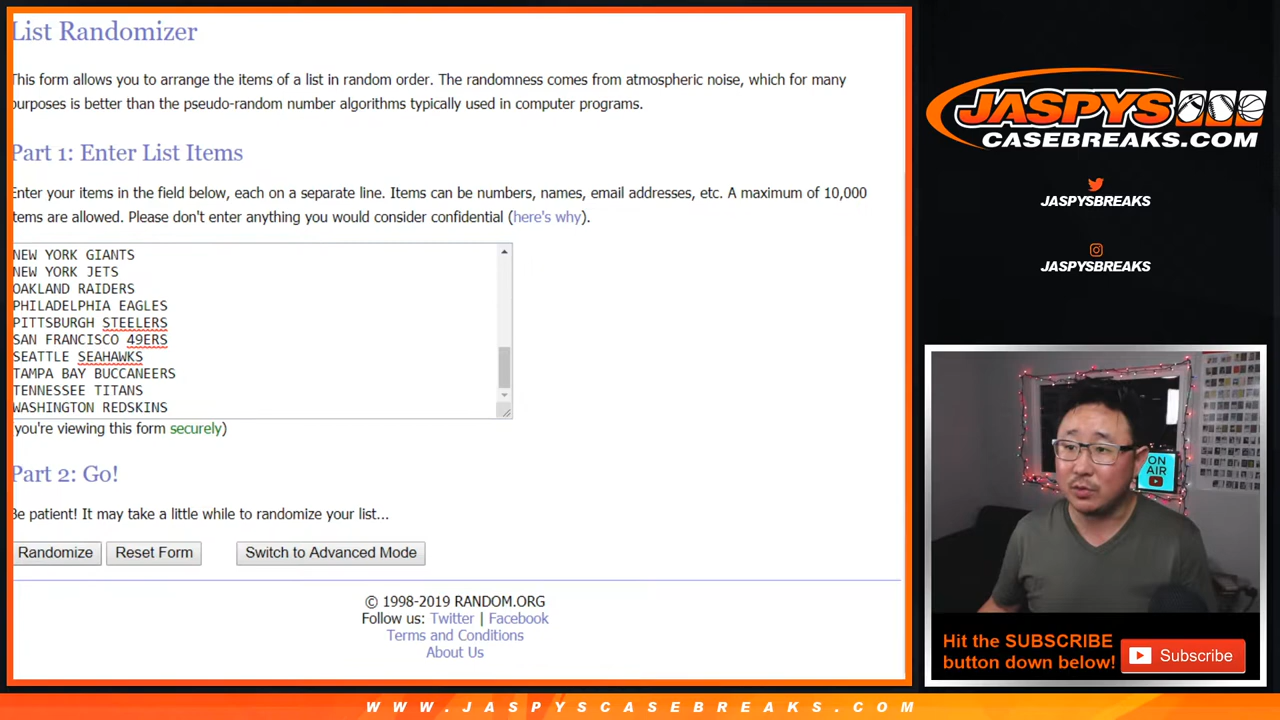 List Randomizer
This form allows you to arrange the items of a list in random order. The randomness comes from atmospheric noise, which for many
purposes is better than the pseudo-random number algorithms typically used in computer programs.
Part 1: Enter List Items
Enter your items in the field below, each on a separate line. Items can be numbers, names, email addresses, etc. A maximum of 10,000
items are allowed. Please don't enter anything you would consider confidential (here's why).
NEW YORK GIANTS
NEW YORK JETS
OAKLAND RAIDERS
PHILADELPHIA EAGLES
PITTSBURGH STEELERS
SAN FRANCISCO 49ERS
SEATTLE SEAHAWKS
TAMPA BAY BUCCANEERS
TENNESSEE TITANS
WASHINGTON REDSKINS
you're viewing this form securely)
Part 2: Go!
Be patient! It may take a little while to randomize your list...
Randomize Reset Form Switch to Advanced Mode
© 1998-2019 RANDOM.ORG
Follow us: Twitter | Facebook
Terms and Conditions
About Us
JASPYS
CASEBREAKS.COM
JASPYSBREAKS
JASPYSBREAKS
ON
AIR
Hit the SUBSCRIBE
button down below!
Subscribe
WWW.JASPYSCASEBREAKS.COM